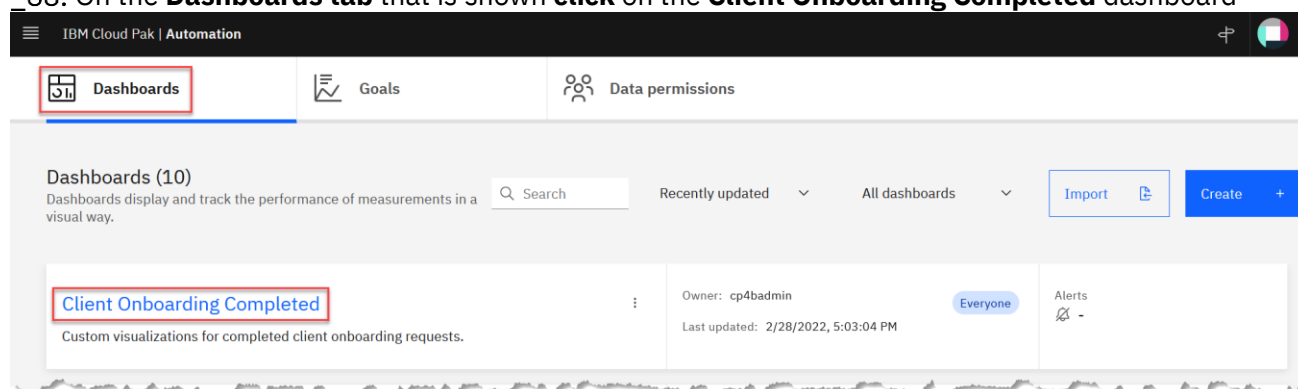 _88. On the Dashboards tab that is shown click on the Client Onboarding Completed dashboard
IBM Cloud Pak | Automation
Dashboards
Goals
Data permissions
Dashboards (10)
Dashboards display and track the performance of measurements in a
visual way.
Search
Recently updated
All dashboards
Import
Create +
Client Onboarding Completed
Custom visualizations for completed client onboarding requests.
Owner: cp4badmin
Everyone
Last updated: 2/28/2022, 5:03:04 PM
Alerts
-